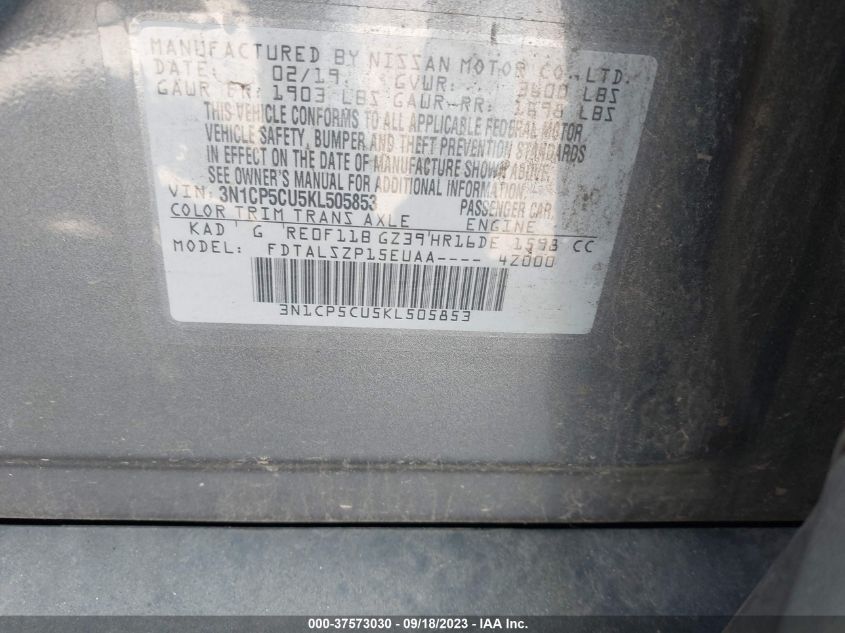 MANUFACTURED BY NISSAN MOTOR CO., LTD.
DATE: 02/19 GVWR: 3600 LBS
GAWR FR: 1903 LBS GAWR-RR: 1698 LBS
THIS VEHICLE CONFORMS TO ALL APPLICABLE FEDERAL MOTOR
VEHICLE SAFETY, BUMPER AND THEFT PREVENTION STANDARDS
IN EFFECT ON THE DATE OF MANUFACTURE SHOWN ABOVE.
SEE OWNER'S MANUAL FOR ADDITIONAL INFORMATION.
VIN: 3N1CP5CU5KL505853 PASSENGER CAR
COLOR TRIM TRANS AXLE ENGINE
KAD G RE0F11B GZ39 HR16DE 1598 CC
MODEL: FDTALSZP15EUAA---- 42000
3N1CP5CU5KL505853
000-37573030 - 09/18/2023 - IAA Inc.